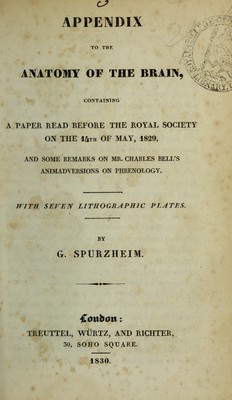 APPENDIX
TO THE
ANATOMY OF THE BRAIN,
CONTAINING
A PAPER READ BEFORE THE ROYAL SOCIETY
ON THE 14TH OF MAY, 1829,
AND SOME REMARKS ON MR. CHARLES BELL'S
ANIMADVERSIONS ON PHRENOLOGY.
WITH SEVEN LITHOGRAPHIC PLATES.
BY
G. SPURZHEIM.
London:
TREUTTEL, WÜRTZ, AND RICHTER,
30, SOHO SQUARE.
1830.